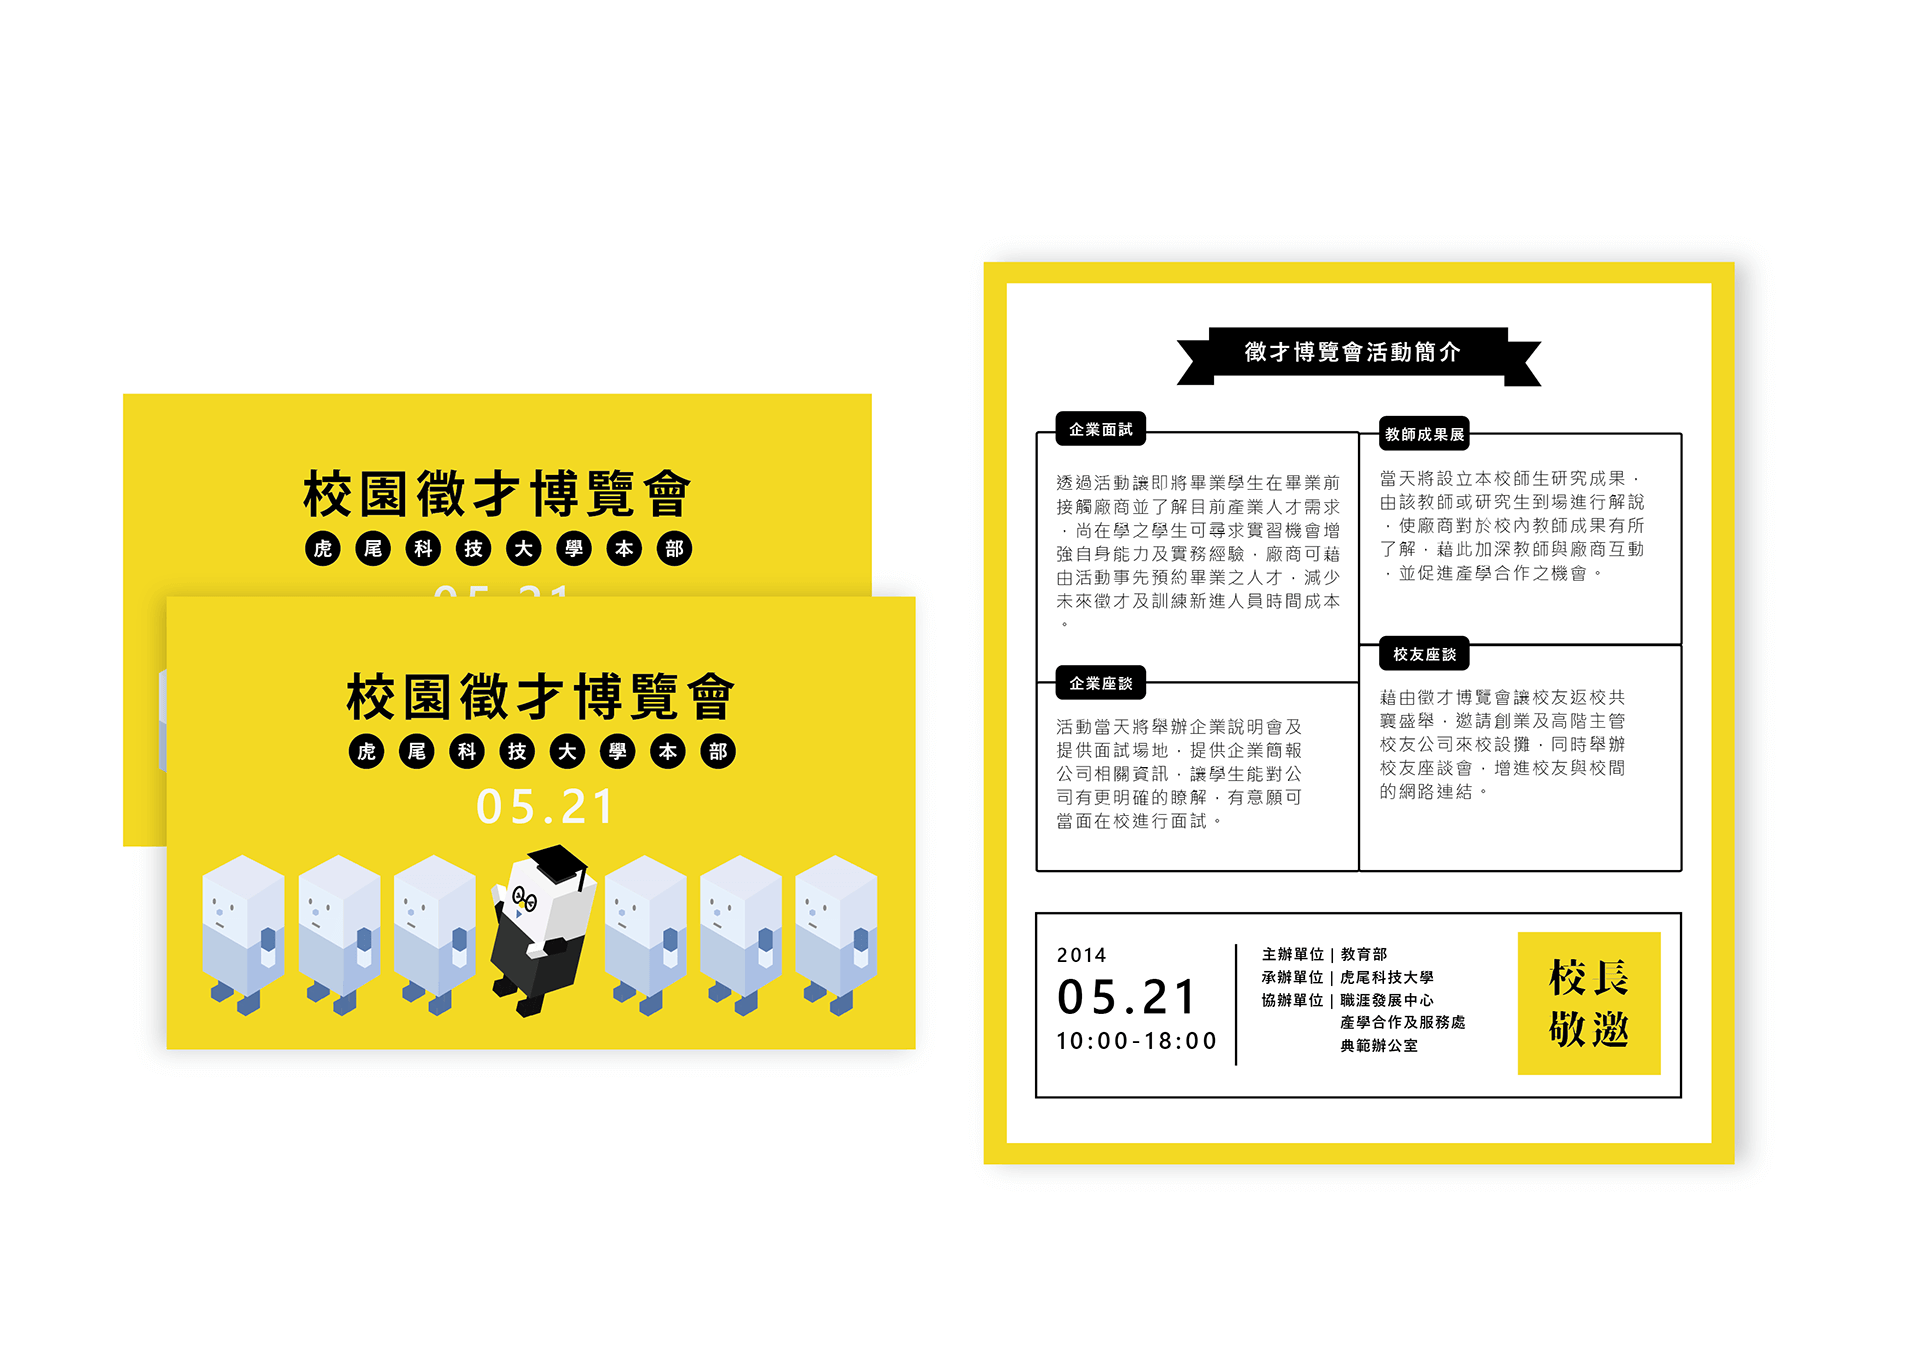 校園徵才博覽會
虎尾科技大學本部
05.21
校園徵才博覽會
虎尾科技大學本部
05.21
徵才博覽會活動簡介
企業面試
透過活動讓即將畢業學生在畢業前
接觸廠商並了解目前產業人才需求
，尚在學之學生可尋求實習機會增
強自身能力及實務經驗，廠商可藉
由活動事先預約畢業之人才，減少
未來徵才及訓練新進人員時間成本
。
教師成果展
當天將設立本校師生研究成果，
由該教師或研究生到場進行解說
，使廠商對於校內教師成果有所
了解，藉此加深教師與廠商互動
，並促進產學合作之機會。
企業座談
活動當天將舉辦企業說明會及
提供面試場地，提供企業簡報
公司相關資訊，讓學生能對公
司有更明確的瞭解，有意願可
當面在校進行面試。
校友座談
藉由徵才博覽會讓校友返校共
襄盛舉，邀請創業及高階主管
校友公司來校設攤，同時舉辦
校友座談會，增進校友與校間
的網路連結。
2014
05.21
10:00-18:00
主辦單位 | 教育部
承辦單位 | 虎尾科技大學
協辦單位 | 職涯發展中心
產學合作及服務處
典範辦公室
校長
敬邀